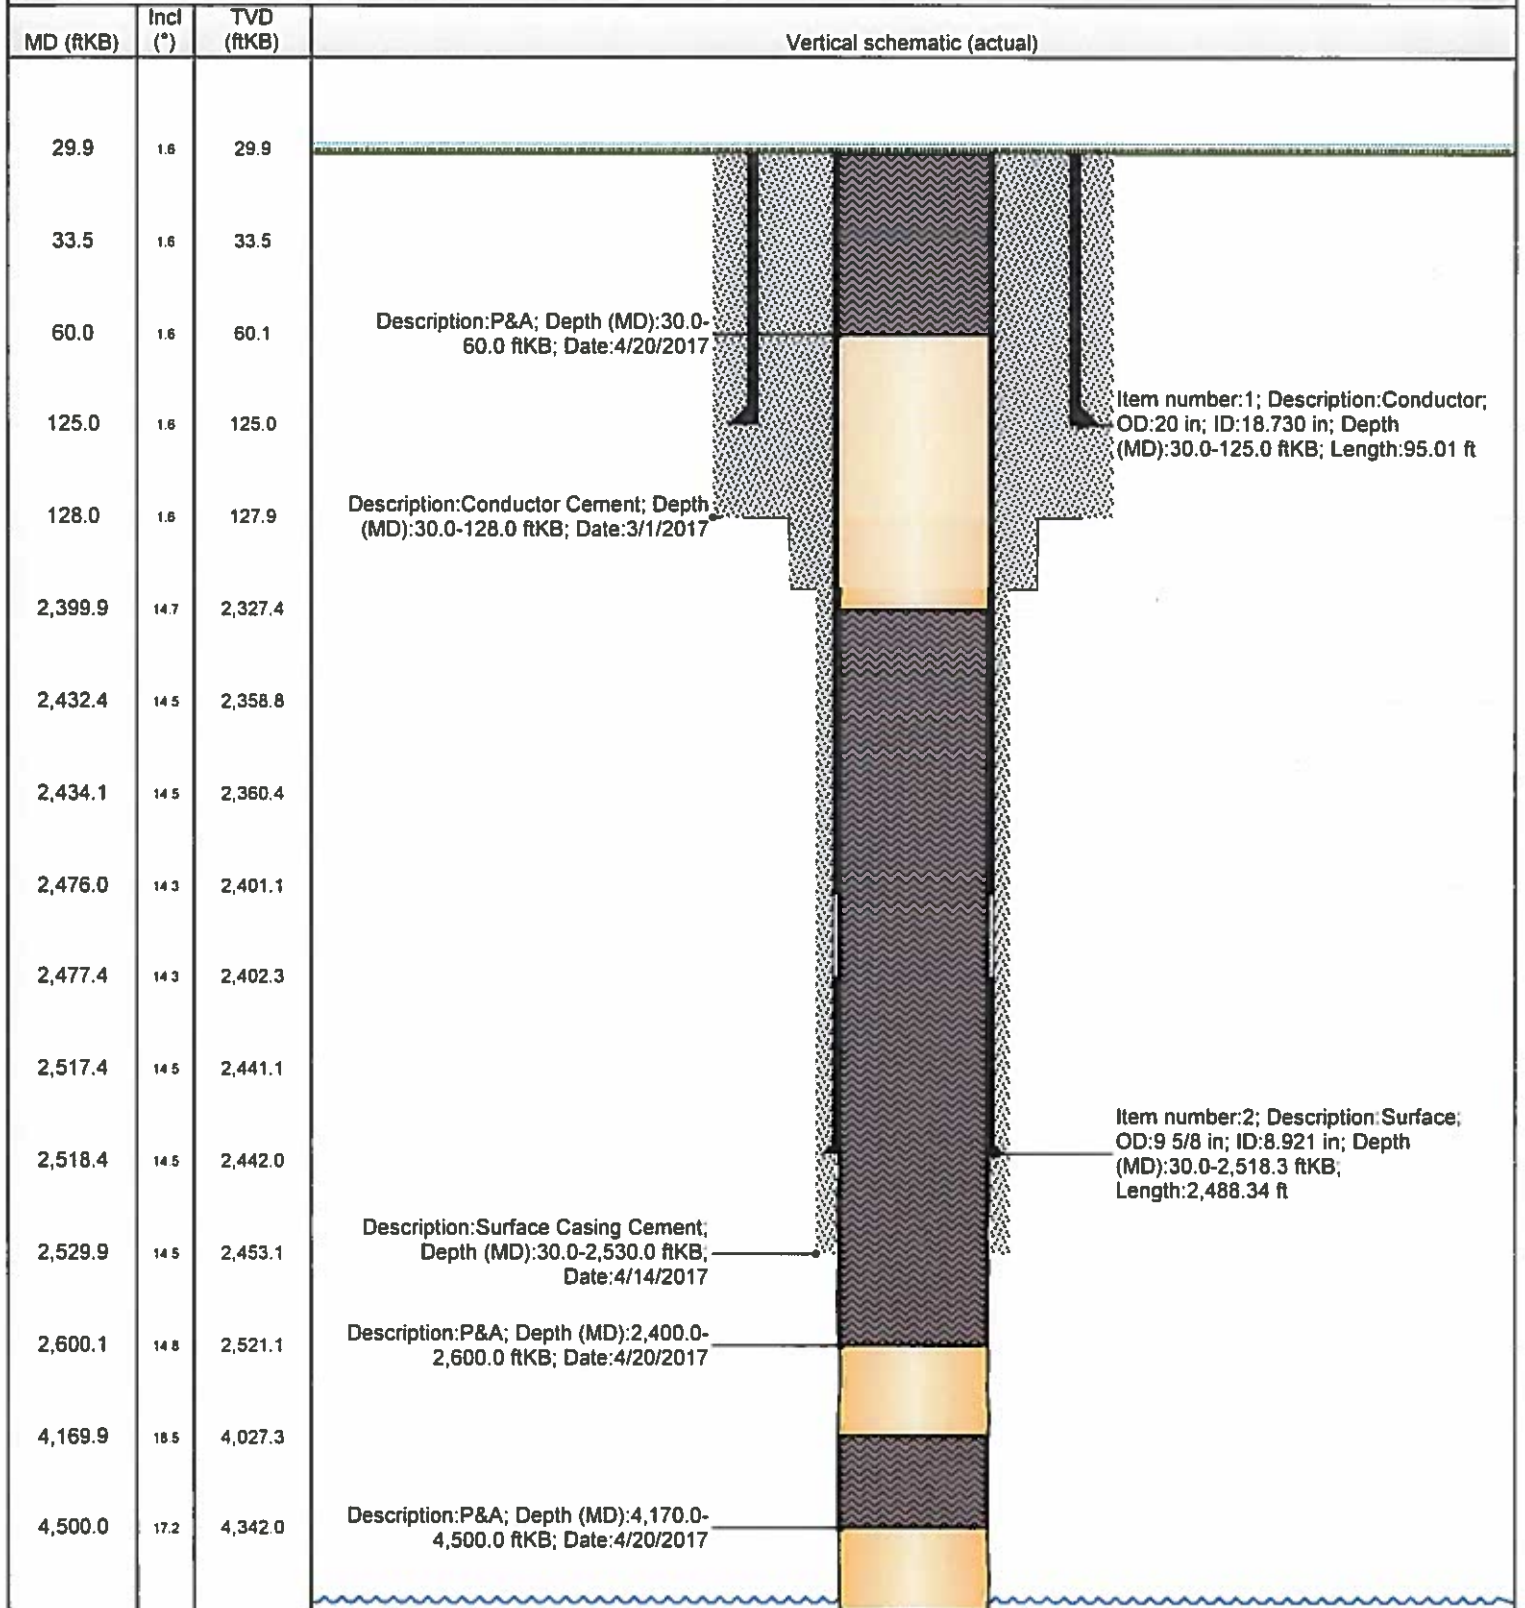 MD (ftKB) Incl (°) TVD (ftKB) Vertical schematic (actual)
29.9 1.6 29.9
33.5 1.6 33.5
Description:P&A; Depth (MD):30.0-
60.0 ftKB; Date:4/20/2017
60.0 1.6 60.1
Item number:1; Description:Conductor;
OD:20 in; ID:18.730 in; Depth
(MD):30.0-125.0 ftKB; Length:95.01 ft
125.0 1.6 125.0
Description:Conductor Cement; Depth
(MD):30.0-128.0 ftKB; Date:3/1/2017
128.0 1.6 127.9
2,399.9 14.7 2,327.4
2,432.4 14.5 2,358.8
2,434.1 14.5 2,360.4
2,476.0 14.3 2,401.1
2,477.4 14.3 2,402.3
2,517.4 14.5 2,441.1
Item number:2; Description:Surface;
OD:9 5/8 in; ID:8.921 in; Depth
(MD):30.0-2,518.3 ftKB;
Length:2,488.34 ft
2,518.4 14.5 2,442.0
Description:Surface Casing Cement;
Depth (MD):30.0-2,530.0 ftKB;
Date:4/14/2017
2,529.9 14.5 2,453.1
Description:P&A; Depth (MD):2,400.0-
2,600.0 ftKB; Date:4/20/2017
2,600.1 14.8 2,521.1
4,169.9 18.5 4,027.3
Description:P&A; Depth (MD):4,170.0-
4,500.0 ftKB; Date:4/20/2017
4,500.0 17.2 4,342.0